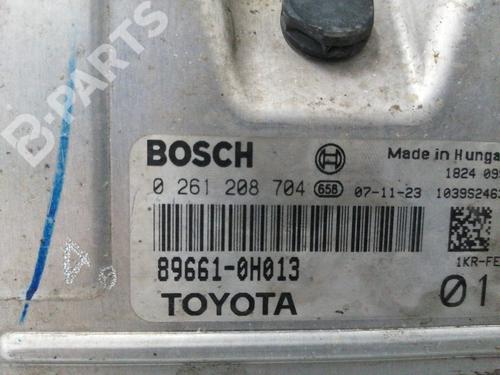 B-PARTS
BOSCH
Made in Hunga
1824 09
0 261 208 704 658 07-11-23 1039S2463
89661-0H013
1KR-FE
TOYOTA
01